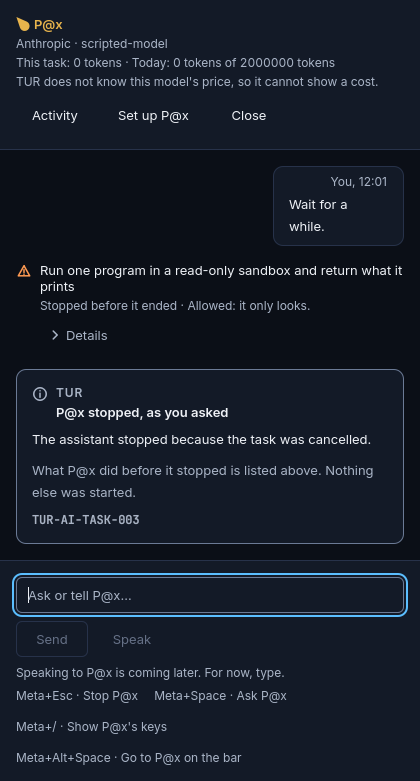 P@x
Anthropic · scripted-model
This task: 0 tokens · Today: 0 tokens of 2000000 tokens
TUR does not know this model's price, so it cannot show a cost.
Activity Set up P@x Close
You, 12:01
Wait for a
while.
Run one program in a read-only sandbox and return what it
prints
Stopped before it ended · Allowed: it only looks.
Details
TUR
P@x stopped, as you asked
The assistant stopped because the task was cancelled.
What P@x did before it stopped is listed above. Nothing
else was started.
TUR-AI-TASK-003
Ask or tell P@x...
Send Speak
Speaking to P@x is coming later. For now, type.
Meta+Esc · Stop P@x Meta+Space · Ask P@x
Meta+/ · Show P@x's keys
Meta+Alt+Space · Go to P@x on the bar